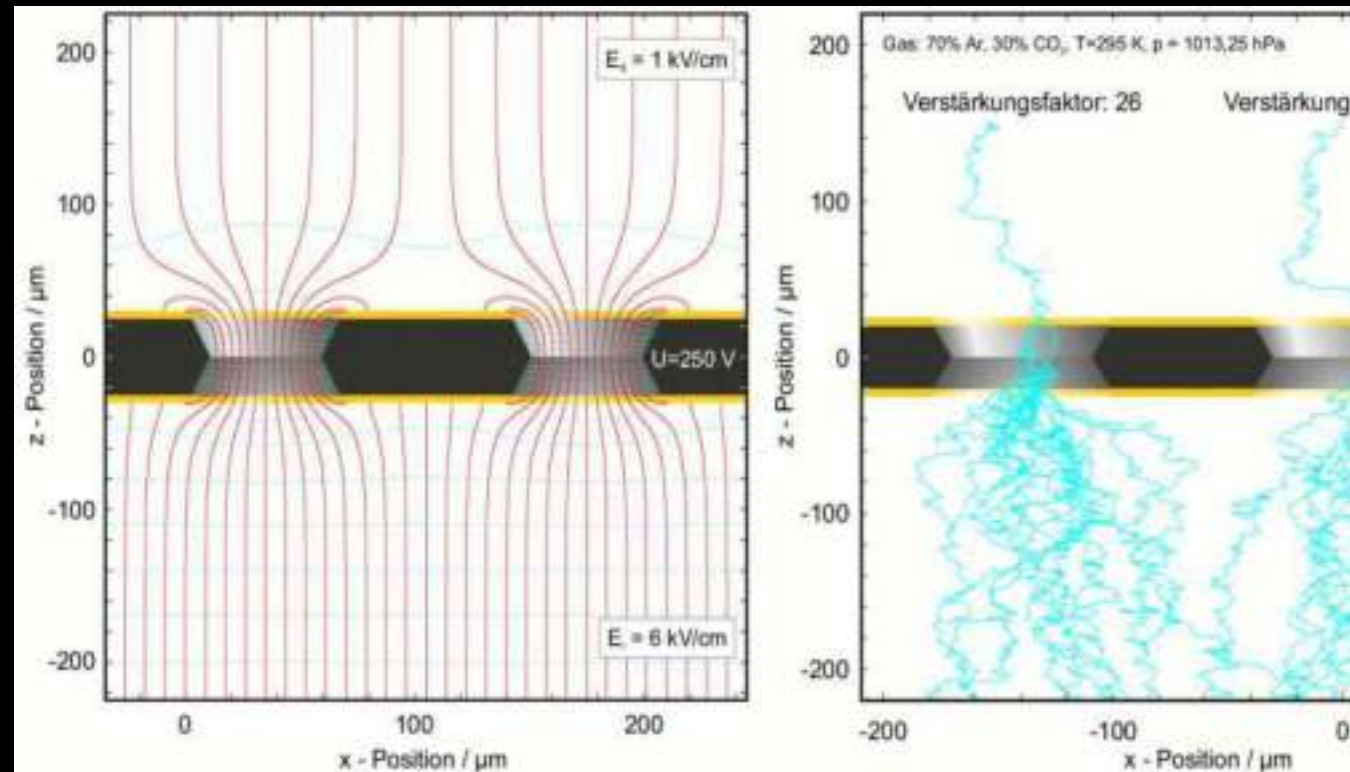 200
100
0
-100
-200
z - Position / µm
0
100
200
x - Position / µm
= 1 kV/cm
U=250 V
= 6 kV/cm
200
100
0
-100
-200
z - Position / µm
-200
-100
0
x - Position / µm
Gas: 70% Ar, 30% CO₂, T=295 K, p = 1013,25 hPa
Verstärkungsfaktor: 26
Verstärkung